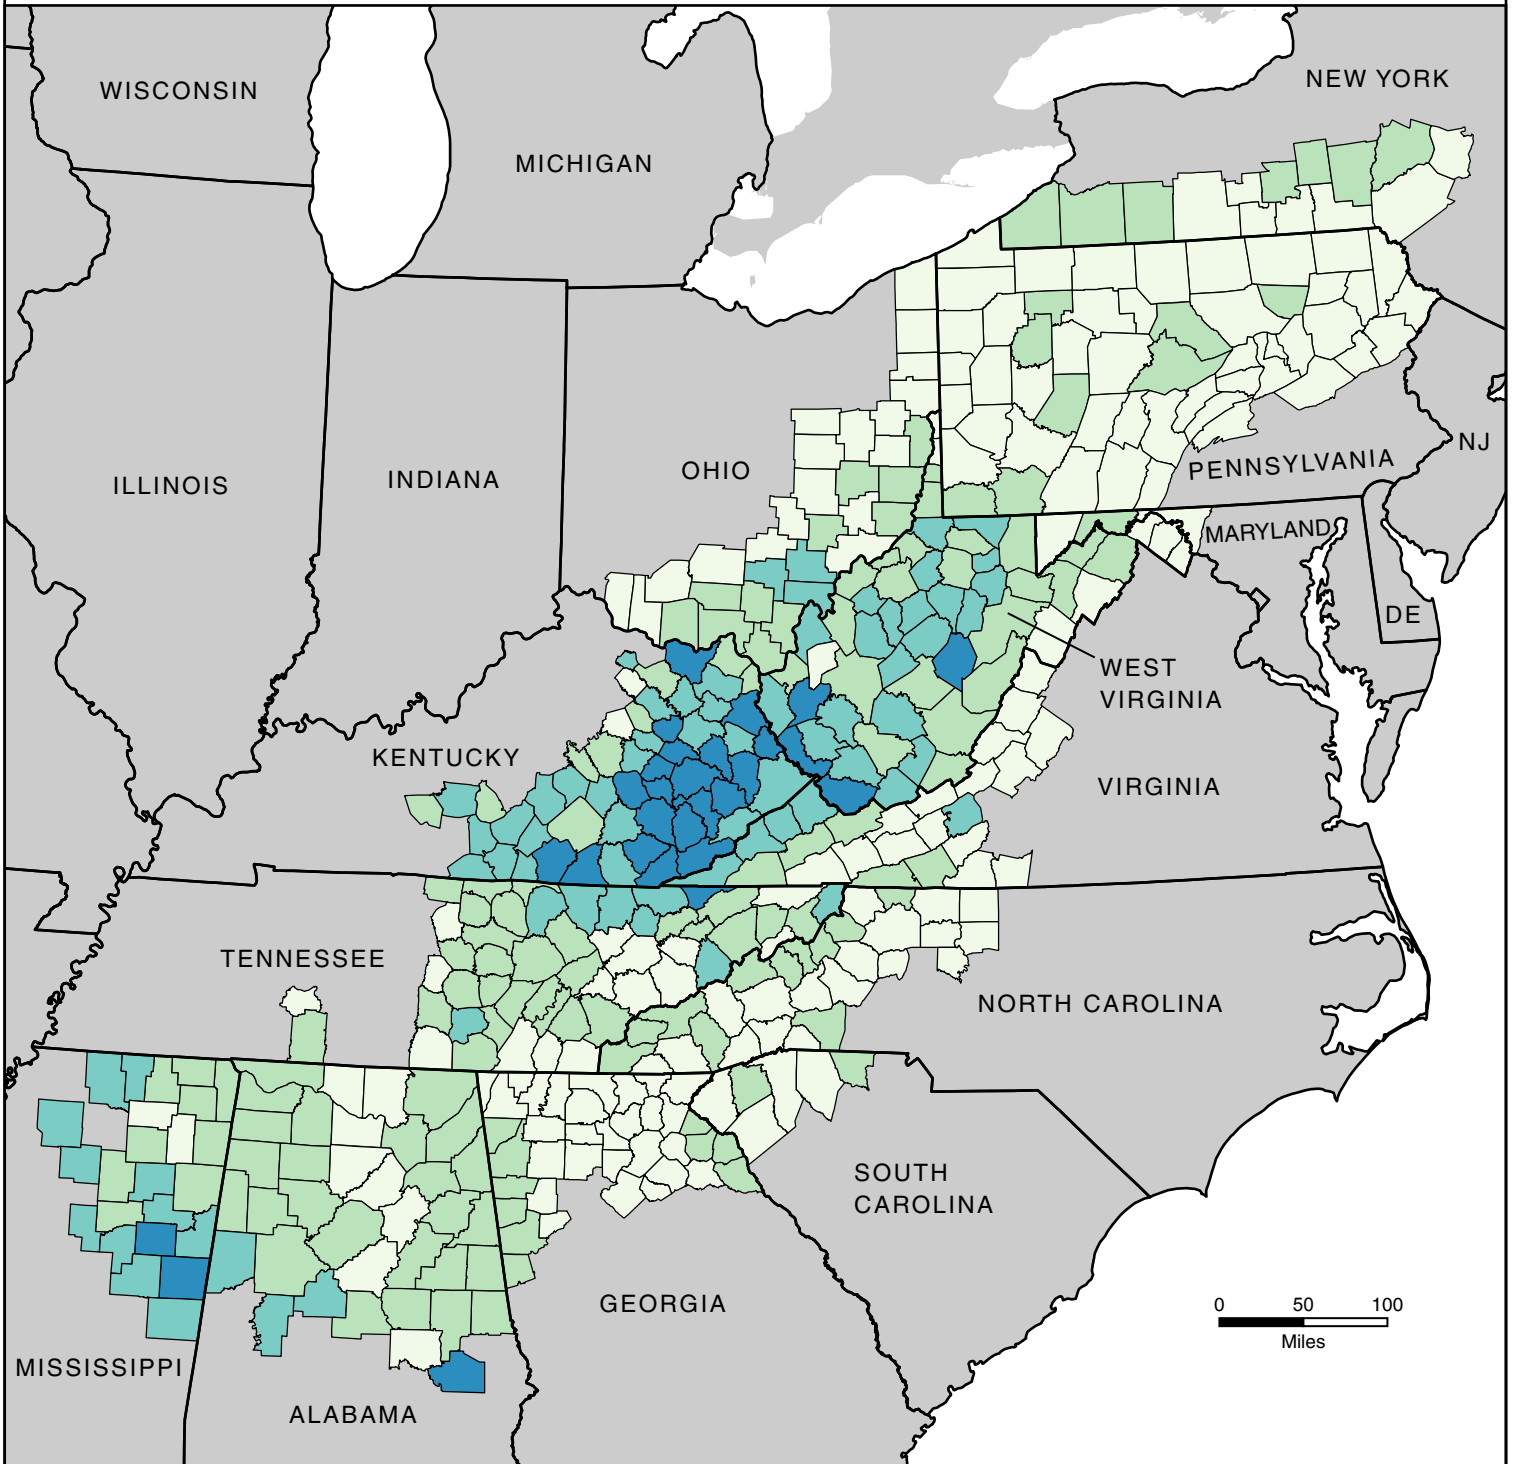 WISCONSIN
NEW YORK
MICHIGAN
NJ
PENNSYLVANIA
OHIO
INDIANA
ILLINOIS
MARYLAND
DE
WEST
VIRGINIA
KENTUCKY
VIRGINIA
TENNESSEE
NORTH CAROLINA
SOUTH
CAROLINA
GEORGIA
0 50 100
Miles
MISSISSIPPI
ALABAMA